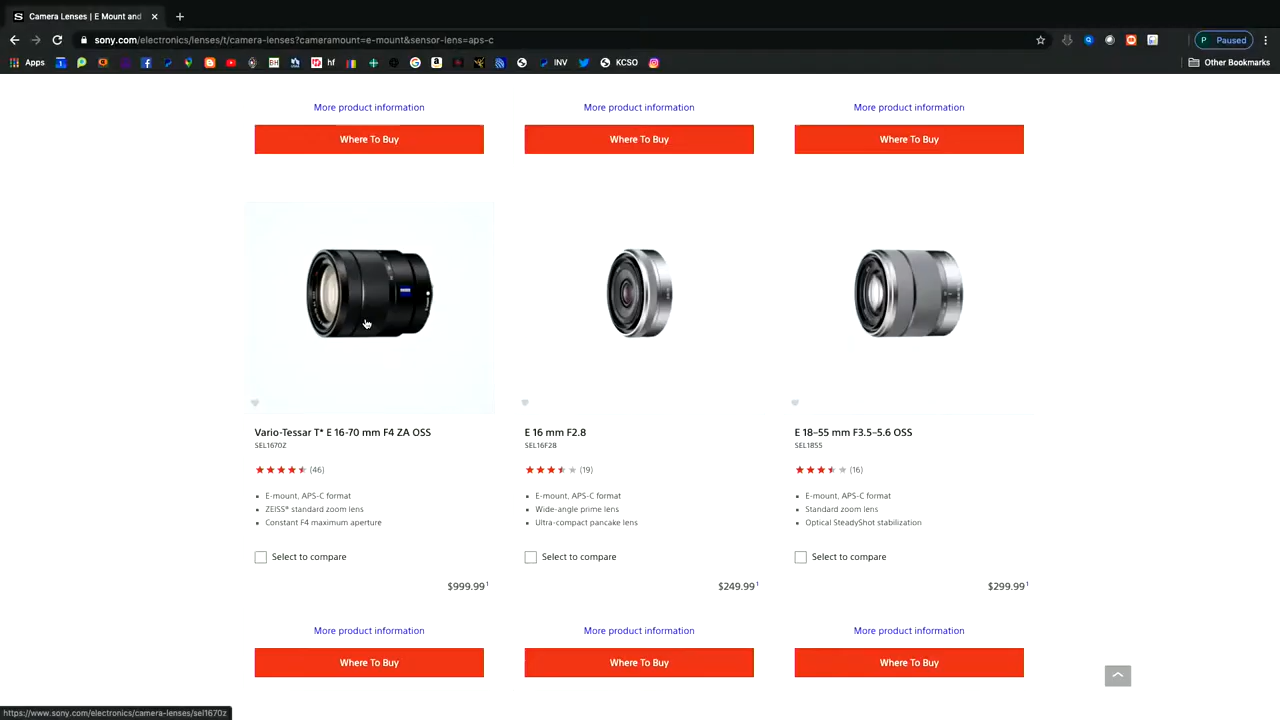 Camera Lenses | E Mount and
sony.com/electronics/lenses/t/camera-lenses?cameramount=e-mount&sensor-lens=aps-c
P Paused
Apps
hf
INV
KCSO
Other Bookmarks
More product information
More product information
More product information
Where To Buy
Where To Buy
Where To Buy
Vario-Tessar T* E 16-70 mm F4 ZA OSS
SEL1670Z
(46)
E-mount, APS-C format
ZEISS® standard zoom lens
Constant F4 maximum aperture
Select to compare
$999.99¹
E 16 mm F2.8
SEL16F28
(19)
E-mount, APS-C format
Wide-angle prime lens
Ultra-compact pancake lens
Select to compare
$249.99¹
E 18–55 mm F3.5–5.6 OSS
SEL1855
(16)
E-mount, APS-C format
Standard zoom lens
Optical SteadyShot stabilization
Select to compare
$299.99¹
More product information
More product information
More product information
Where To Buy
Where To Buy
Where To Buy
https://www.sony.com/electronics/camera-lenses/sel1670z